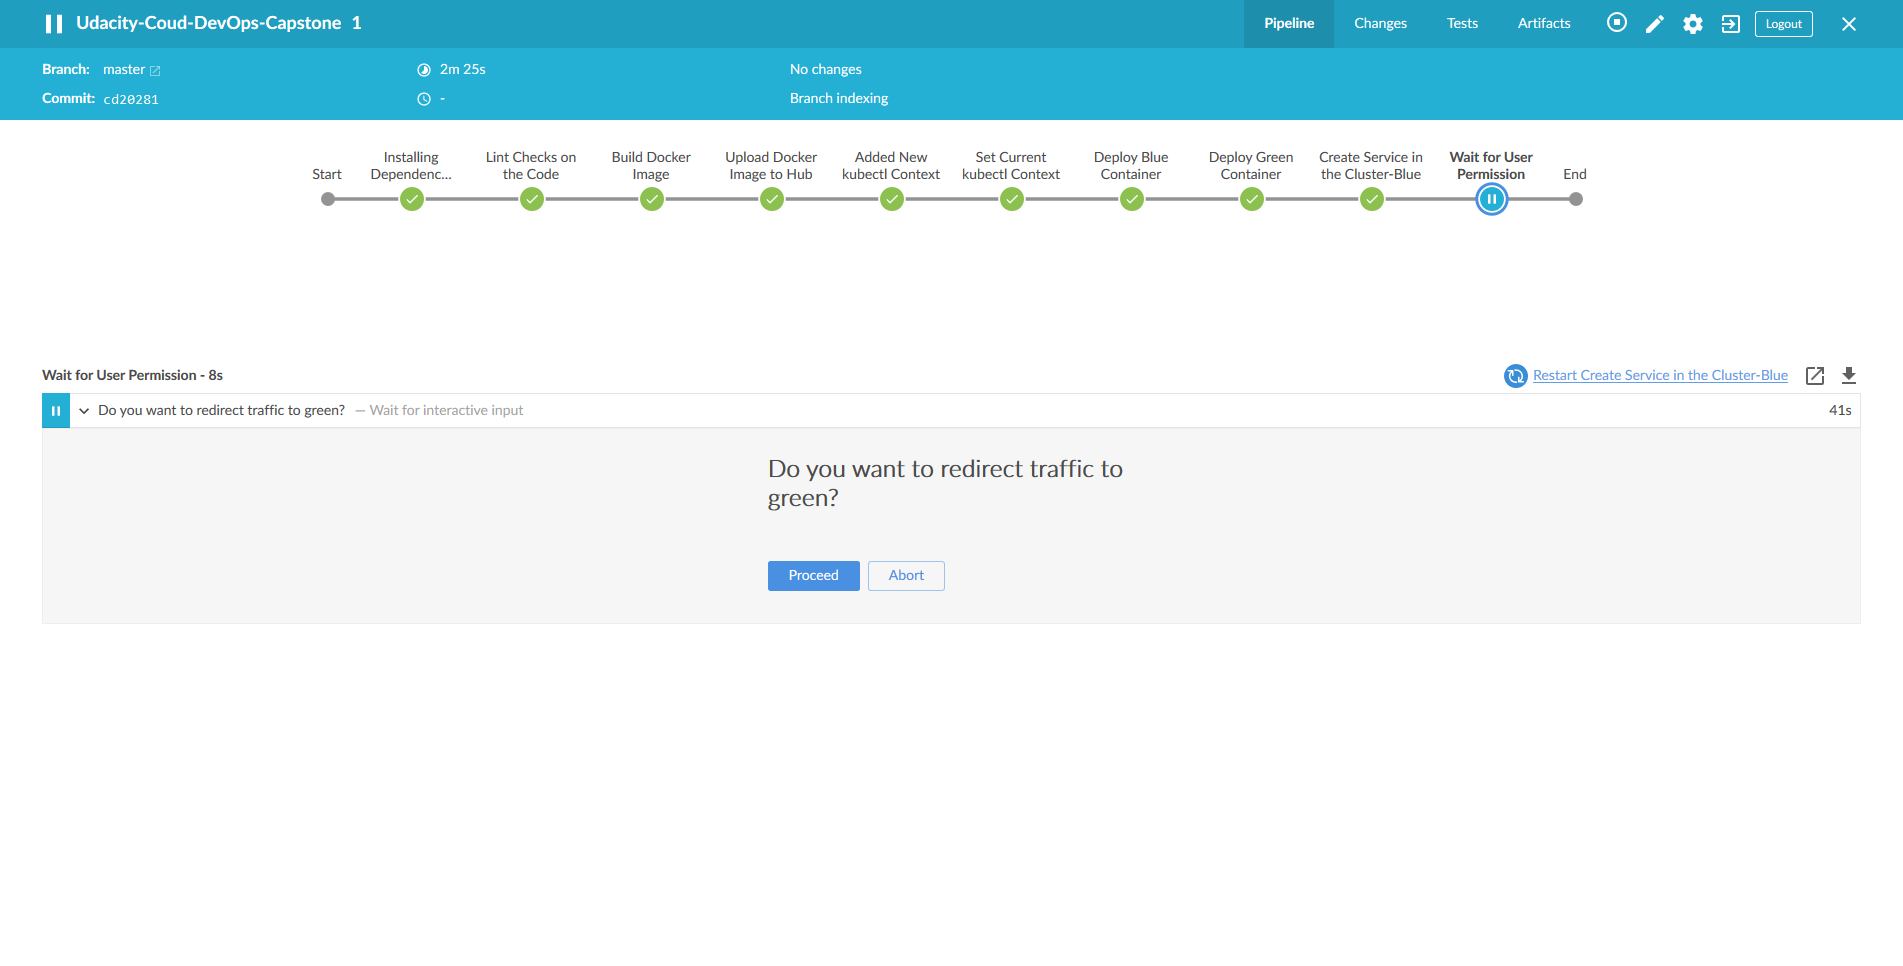 Udacity-Coud-DevOps-Capstone 1
Pipeline
Changes
Tests
Artifacts
Logout
Branch: master
2m 25s
No changes
Commit: cd20281
-
Branch indexing
Start
Installing
Dependenc...
Lint Checks on
the Code
Build Docker
Image
Upload Docker
Image to Hub
Added New
kubectl Context
Set Current
kubectl Context
Deploy Blue
Container
Deploy Green
Container
Create Service in
the Cluster-Blue
Wait for User
Permission
End
Wait for User Permission - 8s
Restart Create Service in the Cluster-Blue
Do you want to redirect traffic to green? — Wait for interactive input
41s
Do you want to redirect traffic to
green?
Proceed
Abort